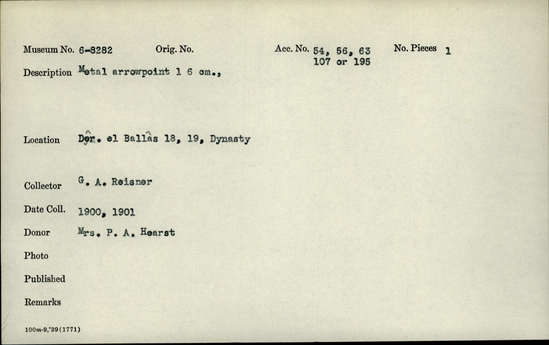 Museum No. 6-8282 Orig. No. Acc. No. 54, 56, 63 No. Pieces 1
107 or 195
Description Metal arrowpoint l 6 cm.,
Location Dêr. el Ballâs 18, 19, Dynasty
Collector G. A. Reisner
Date Coll. 1900, 1901
Donor Mrs. P. A. Hearst
Photo
Published
Remarks
100m-9,'39(1771)